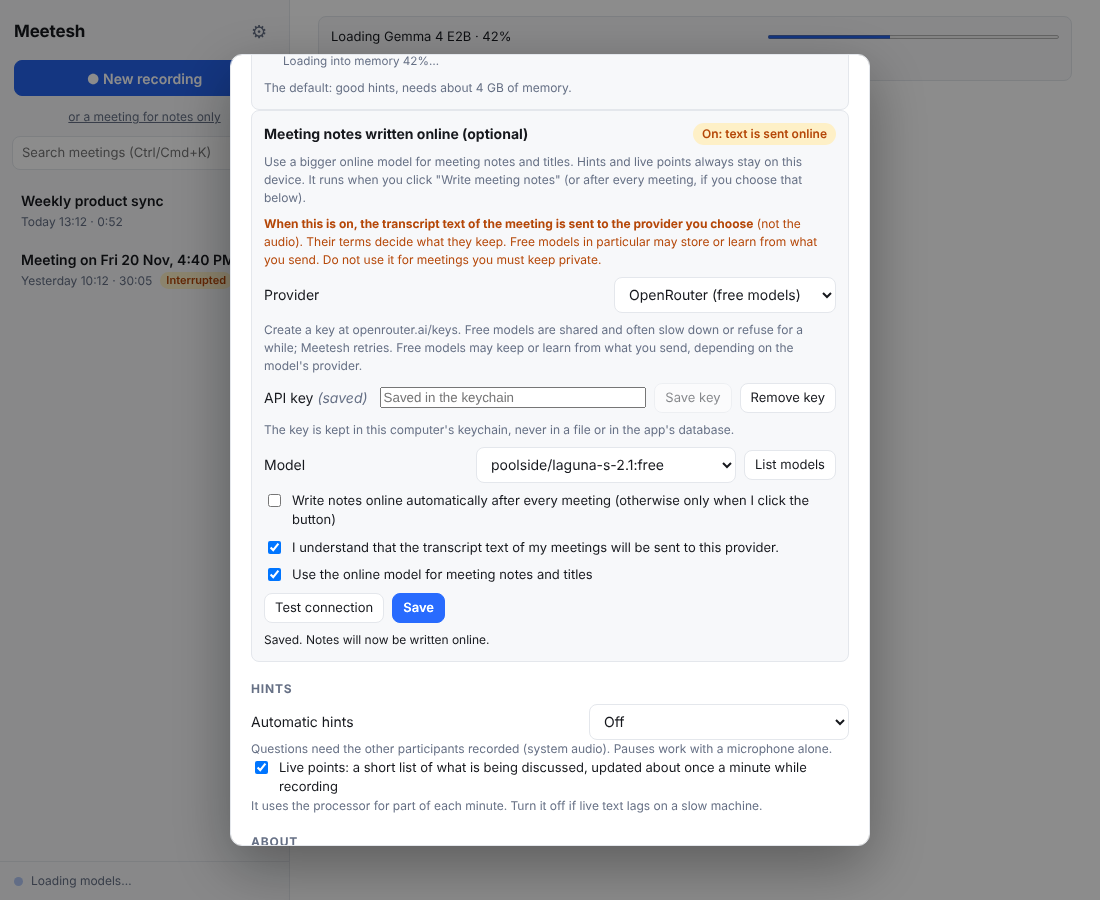 Meetesh
⚙
New recording
or a meeting for notes only
Search meetings (Ctrl/Cmd+K)
Weekly product sync
Today 13:12 · 0:52
Meeting on Fri 20 Nov, 4:40 PM
Yesterday 10:12 · 30:05 Interrupted
Loading models…
Loading Gemma 4 E2B · 42%
Loading into memory 42%…
The default: good hints, needs about 4 GB of memory.
Meeting notes written online (optional)
On: text is sent online
Use a bigger online model for meeting notes and titles. Hints and live points always stay on this
device. It runs when you click "Write meeting notes" (or after every meeting, if you choose that
below).
When this is on, the transcript text of the meeting is sent to the provider you choose (not the
audio). Their terms decide what they keep. Free models in particular may store or learn from what
you send. Do not use it for meetings you must keep private.
Provider
OpenRouter (free models)
Create a key at openrouter.ai/keys. Free models are shared and often slow down or refuse for a
while; Meetesh retries. Free models may keep or learn from what you send, depending on the
model's provider.
API key (saved)
Saved in the keychain
Save key
Remove key
The key is kept in this computer's keychain, never in a file or in the app's database.
Model
poolside/laguna-s-2.1:free
List models
Write notes online automatically after every meeting (otherwise only when I click the
button)
I understand that the transcript text of my meetings will be sent to this provider.
Use the online model for meeting notes and titles
Test connection
Save
Saved. Notes will now be written online.
HINTS
Automatic hints
Off
Questions need the other participants recorded (system audio). Pauses work with a microphone alone.
Live points: a short list of what is being discussed, updated about once a minute while
recording
It uses the processor for part of each minute. Turn it off if live text lags on a slow machine.
ABOUT